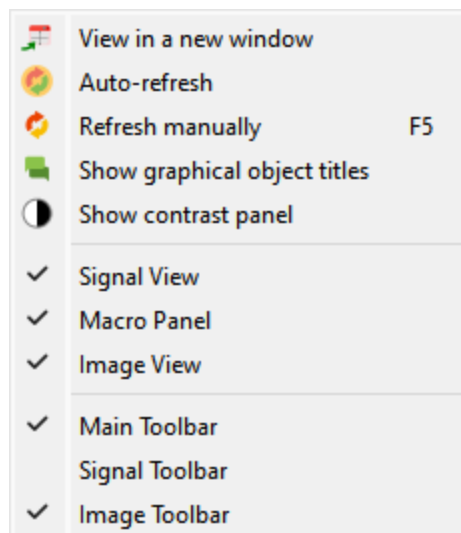 View in a new window
Auto-refresh
Refresh manually F5
Show graphical object titles
Show contrast panel
Signal View
Macro Panel
Image View
Main Toolbar
Signal Toolbar
Image Toolbar